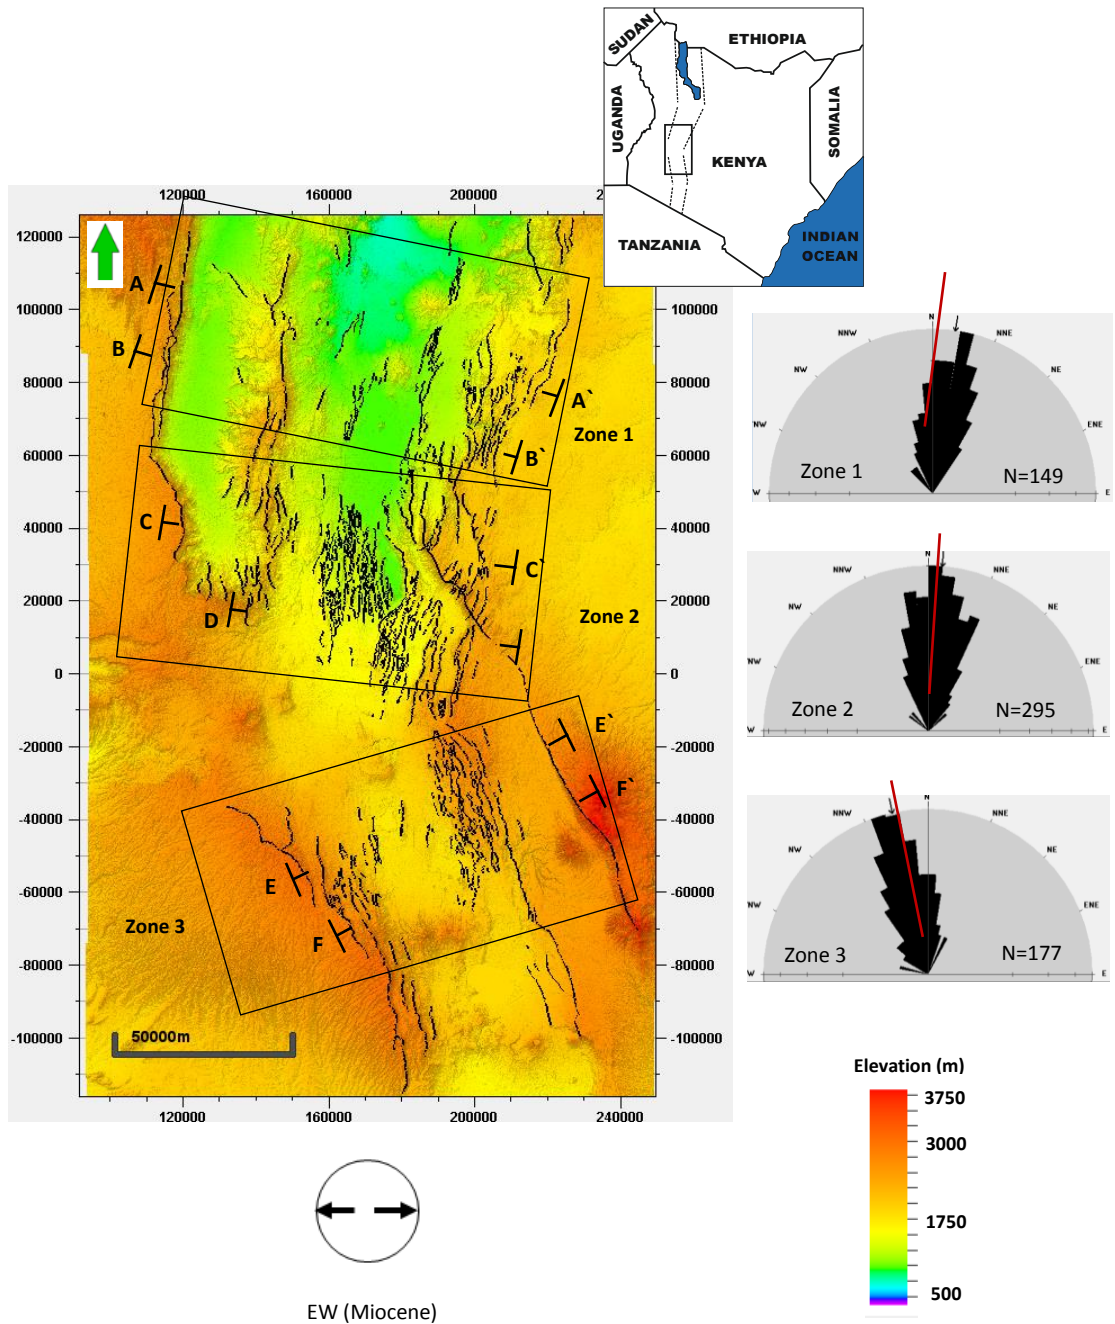 SUDAN
ETHIOPIA
UGANDA
SOMALIA
KENYA
TANZANIA
INDIAN
OCEAN
120000 160000 200000
120000
100000 100000
80000 80000
60000 60000
40000 40000
20000 20000
0 0
-20000 -20000
-40000 -40000
-60000 -60000
-80000 -80000
-100000 -100000
A
B
A`
Zone 1
B`
C
C`
D
Zone 2
E`
F`
E
F
Zone 3
50000m
120000 160000 200000 240000
N
NNW NNE
NW NE
NW ENE
W E
Zone 1 N=149
N
NNW NNE
NW NE
NW ENE
W E
Zone 2 N=295
N
NNW NNE
NW NE
NW ENE
W E
Zone 3 N=177
Elevation (m)
3750
3000
1750
500
EW (Miocene)